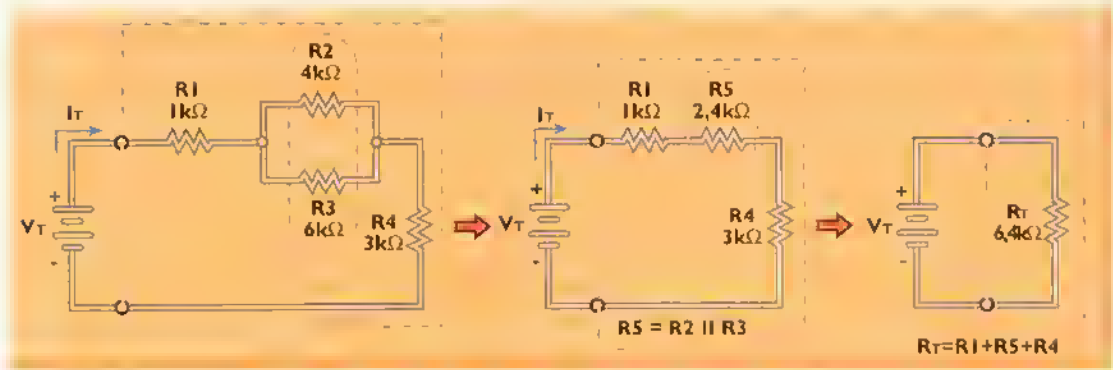 R1
1kΩ
R2
4kΩ
IT
R3
6kΩ
R4
3kΩ
+
VT
-
IT
R1
1kΩ
R5
2,4kΩ
+
VT
-
R4
3kΩ
R5 = R2 II R3
+
VT
-
RT
6,4kΩ
RT=R1+R5+R4